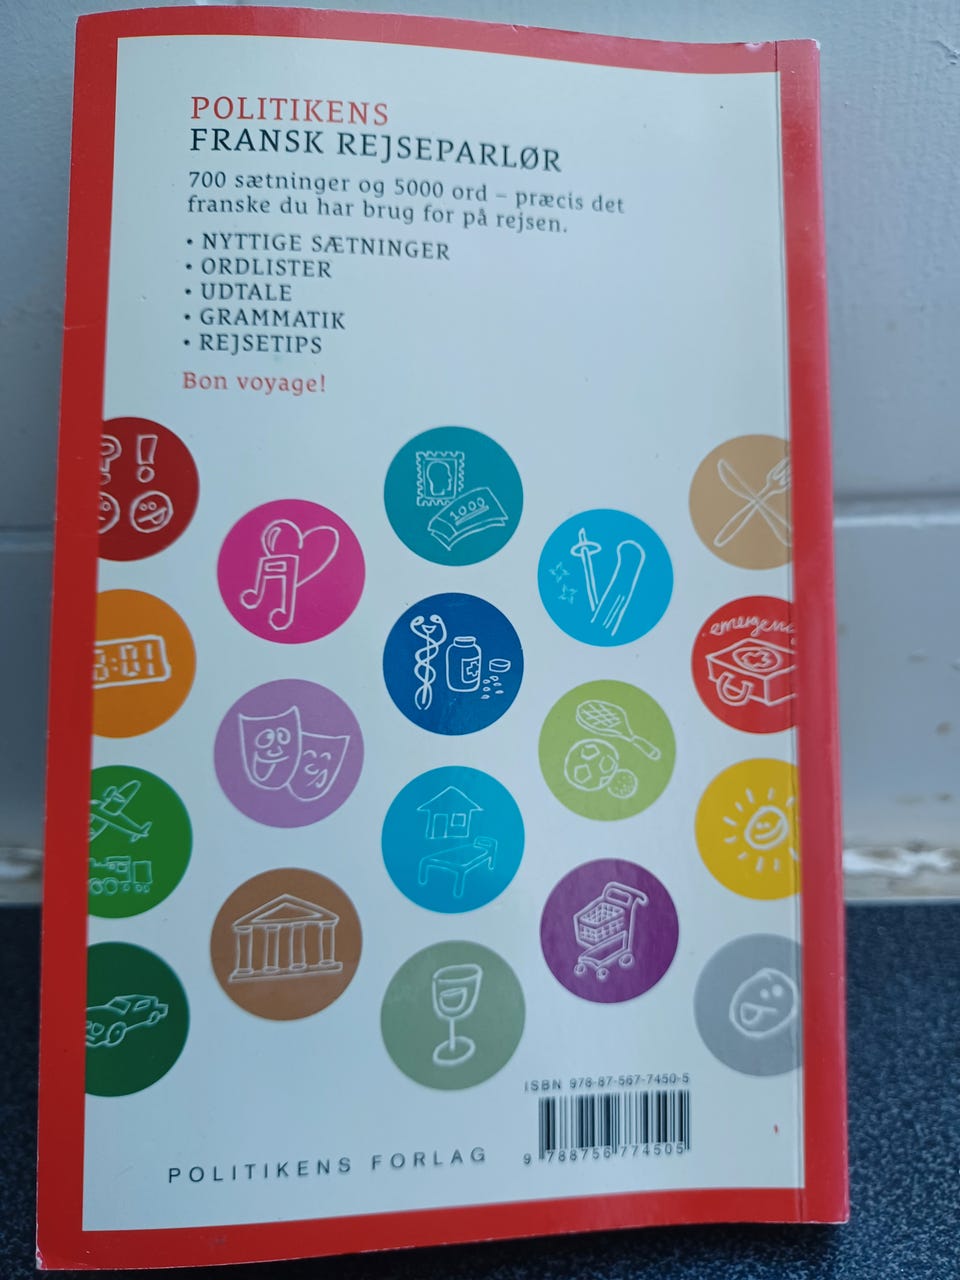 POLITIKENS
FRANSK REJSEPARLØR
700 sætninger og 5000 ord – præcis det
franske du har brug for på rejsen.
• NYTTIGE SÆTNINGER
• ORDLISTER
• UDTALE
• GRAMMATIK
• REJSETIPS
Bon voyage!
1000
:01
ISBN 978-87-567-7450-5
9 788756 774505
POLITIKENS FORLAG